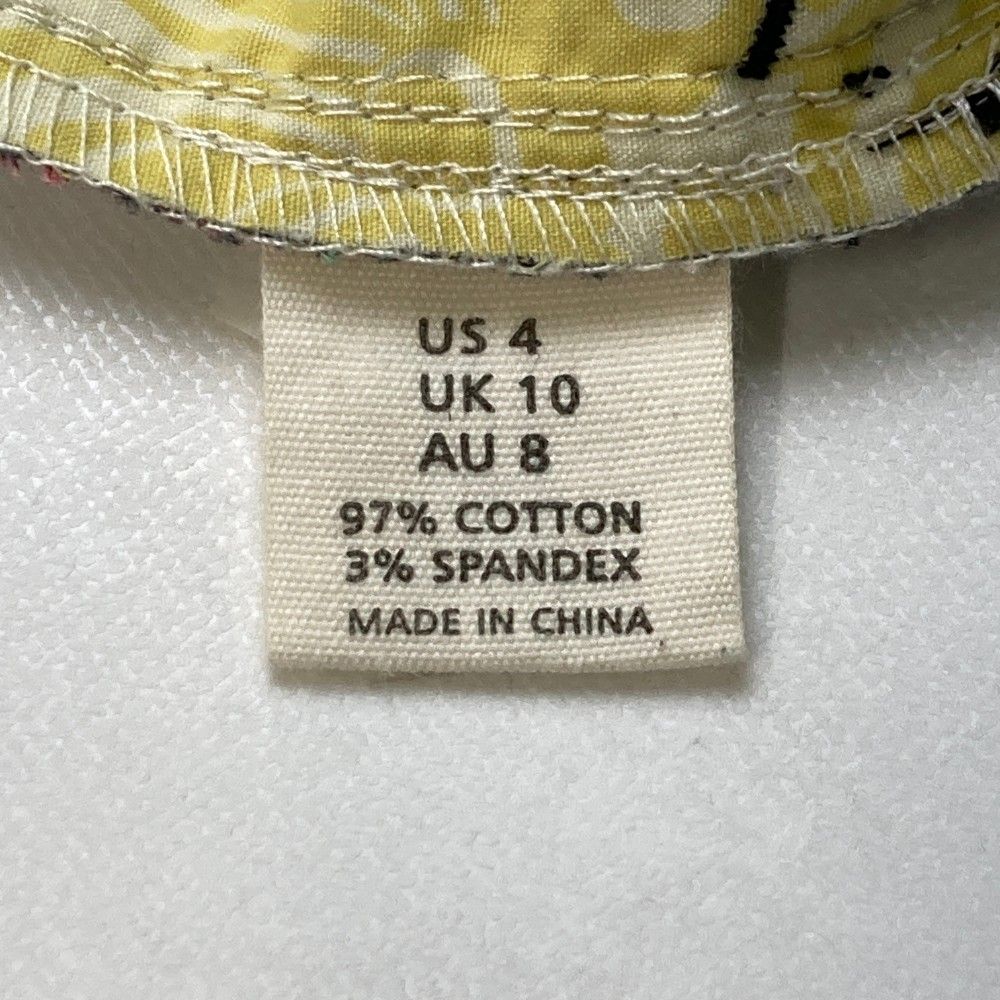 US 4
UK 10
AU 8
97% COTTON
3% SPANDEX
MADE IN CHINA